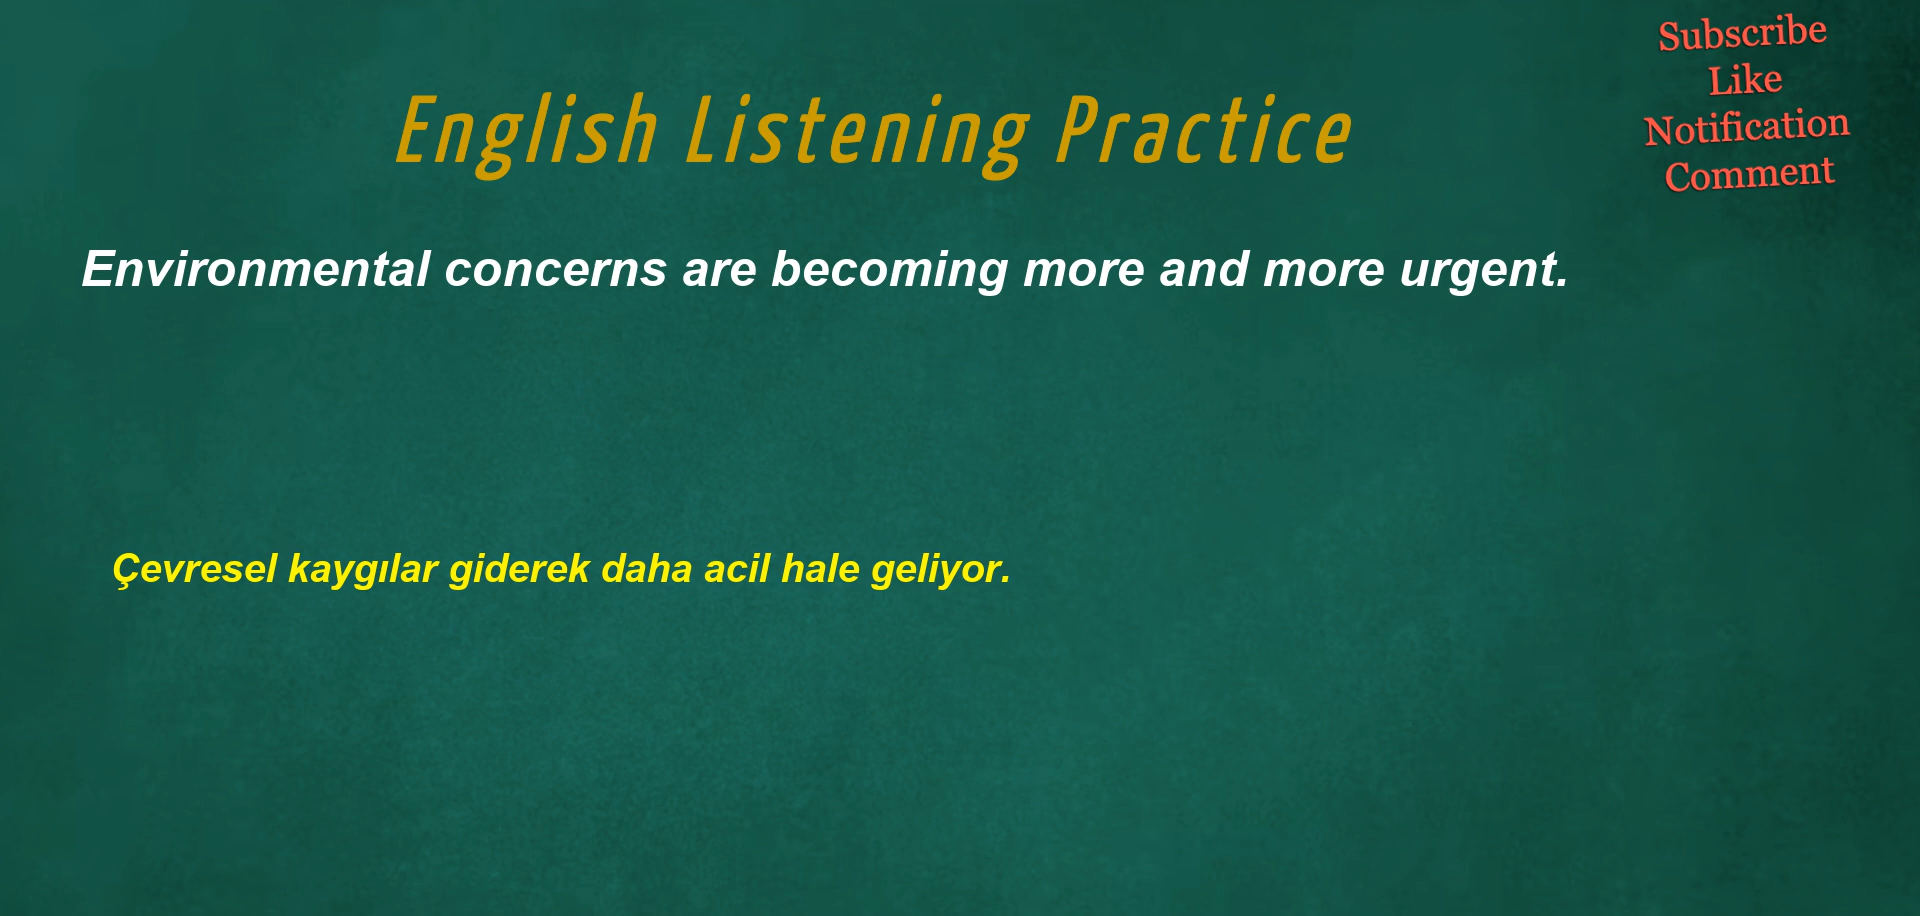 Subscribe
Like
Notification
Comment
English Listening Practice
Environmental concerns are becoming more and more urgent.
Çevresel kaygılar giderek daha acil hale geliyor.